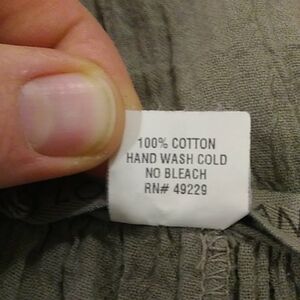 100% COTTON
HAND WASH COLD
NO BLEACH
RN# 49229